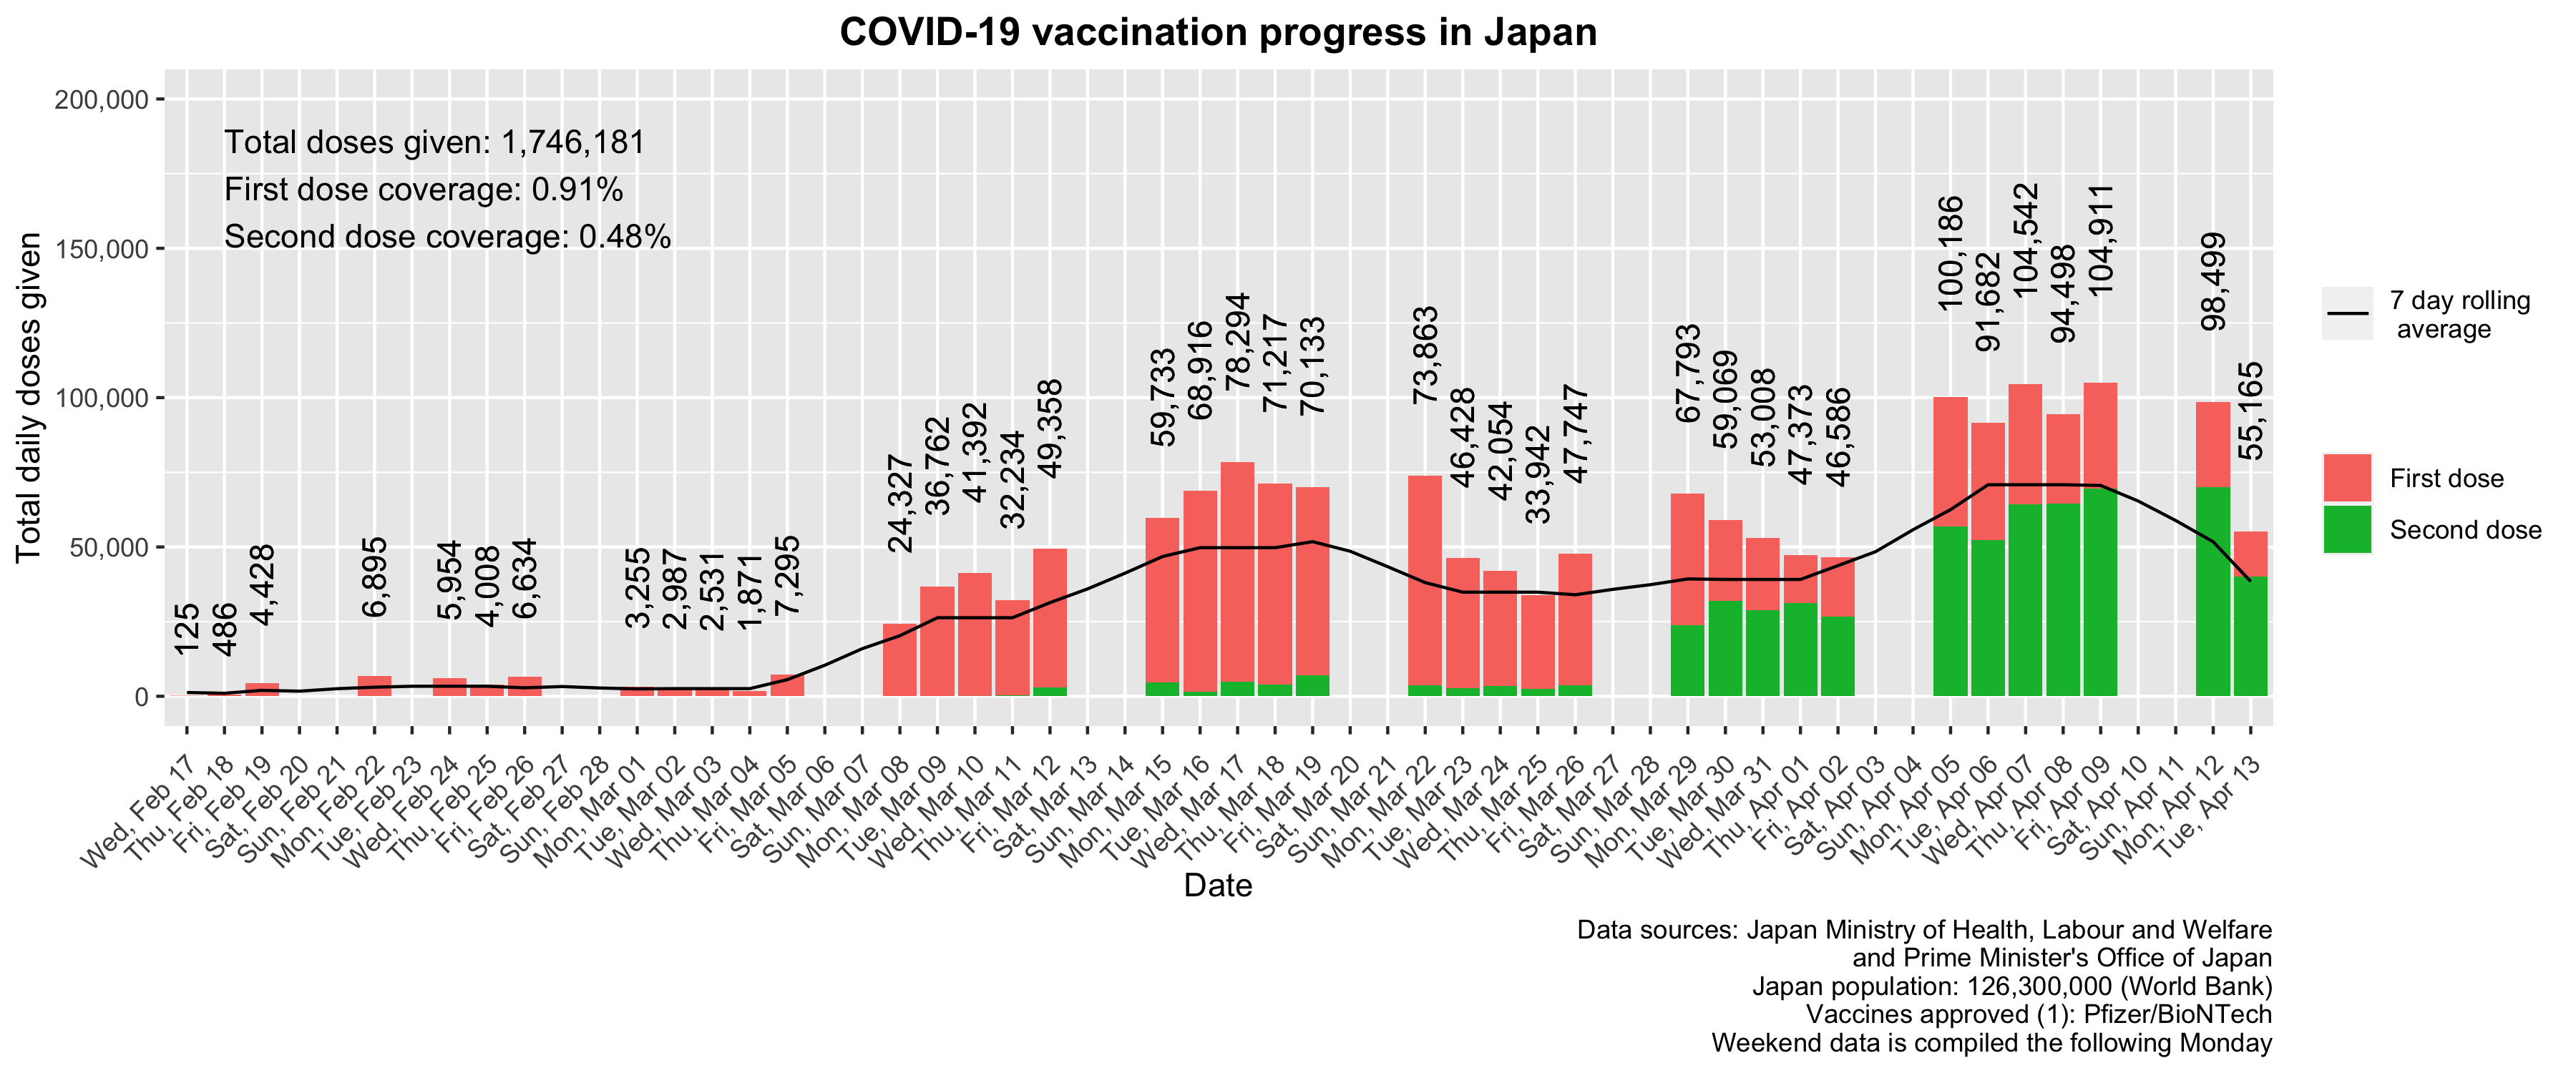 COVID-19 vaccination progress in Japan
Total daily doses given
200,000
150,000
100,000
50,000
0
Total doses given: 1,746,181
First dose coverage: 0.91%
Second dose coverage: 0.48%
125
486
4,428
6,895
5,954
4,008
6,634
3,255
2,987
2,531
1,871
7,295
24,327
36,762
41,392
32,234
49,358
59,733
68,916
78,294
71,217
70,133
73,863
46,428
42,054
33,942
47,747
67,793
59,069
53,008
47,373
46,586
100,186
91,682
104,542
94,498
104,911
98,499
55,165
Wed, Feb 17
Thu, Feb 18
Fri, Feb 19
Sat, Feb 20
Sun, Feb 21
Mon, Feb 22
Tue, Feb 23
Wed, Feb 24
Thu, Feb 25
Fri, Feb 26
Sat, Feb 27
Sun, Feb 28
Mon, Mar 01
Tue, Mar 02
Wed, Mar 03
Thu, Mar 04
Fri, Mar 05
Sat, Mar 06
Sun, Mar 07
Mon, Mar 08
Tue, Mar 09
Wed, Mar 10
Thu, Mar 11
Fri, Mar 12
Sat, Mar 13
Sun, Mar 14
Mon, Mar 15
Tue, Mar 16
Wed, Mar 17
Thu, Mar 18
Fri, Mar 19
Sat, Mar 20
Sun, Mar 21
Mon, Mar 22
Tue, Mar 23
Wed, Mar 24
Thu, Mar 25
Fri, Mar 26
Sat, Mar 27
Sun, Mar 28
Mon, Mar 29
Tue, Mar 30
Wed, Mar 31
Thu, Apr 01
Fri, Apr 02
Sat, Apr 03
Sun, Apr 04
Mon, Apr 05
Tue, Apr 06
Wed, Apr 07
Thu, Apr 08
Fri, Apr 09
Sat, Apr 10
Sun, Apr 11
Mon, Apr 12
Tue, Apr 13
Date
7 day rolling
average
First dose
Second dose
Data sources: Japan Ministry of Health, Labour and Welfare
and Prime Minister's Office of Japan
Japan population: 126,300,000 (World Bank)
Vaccines approved (1): Pfizer/BioNTech
Weekend data is compiled the following Monday